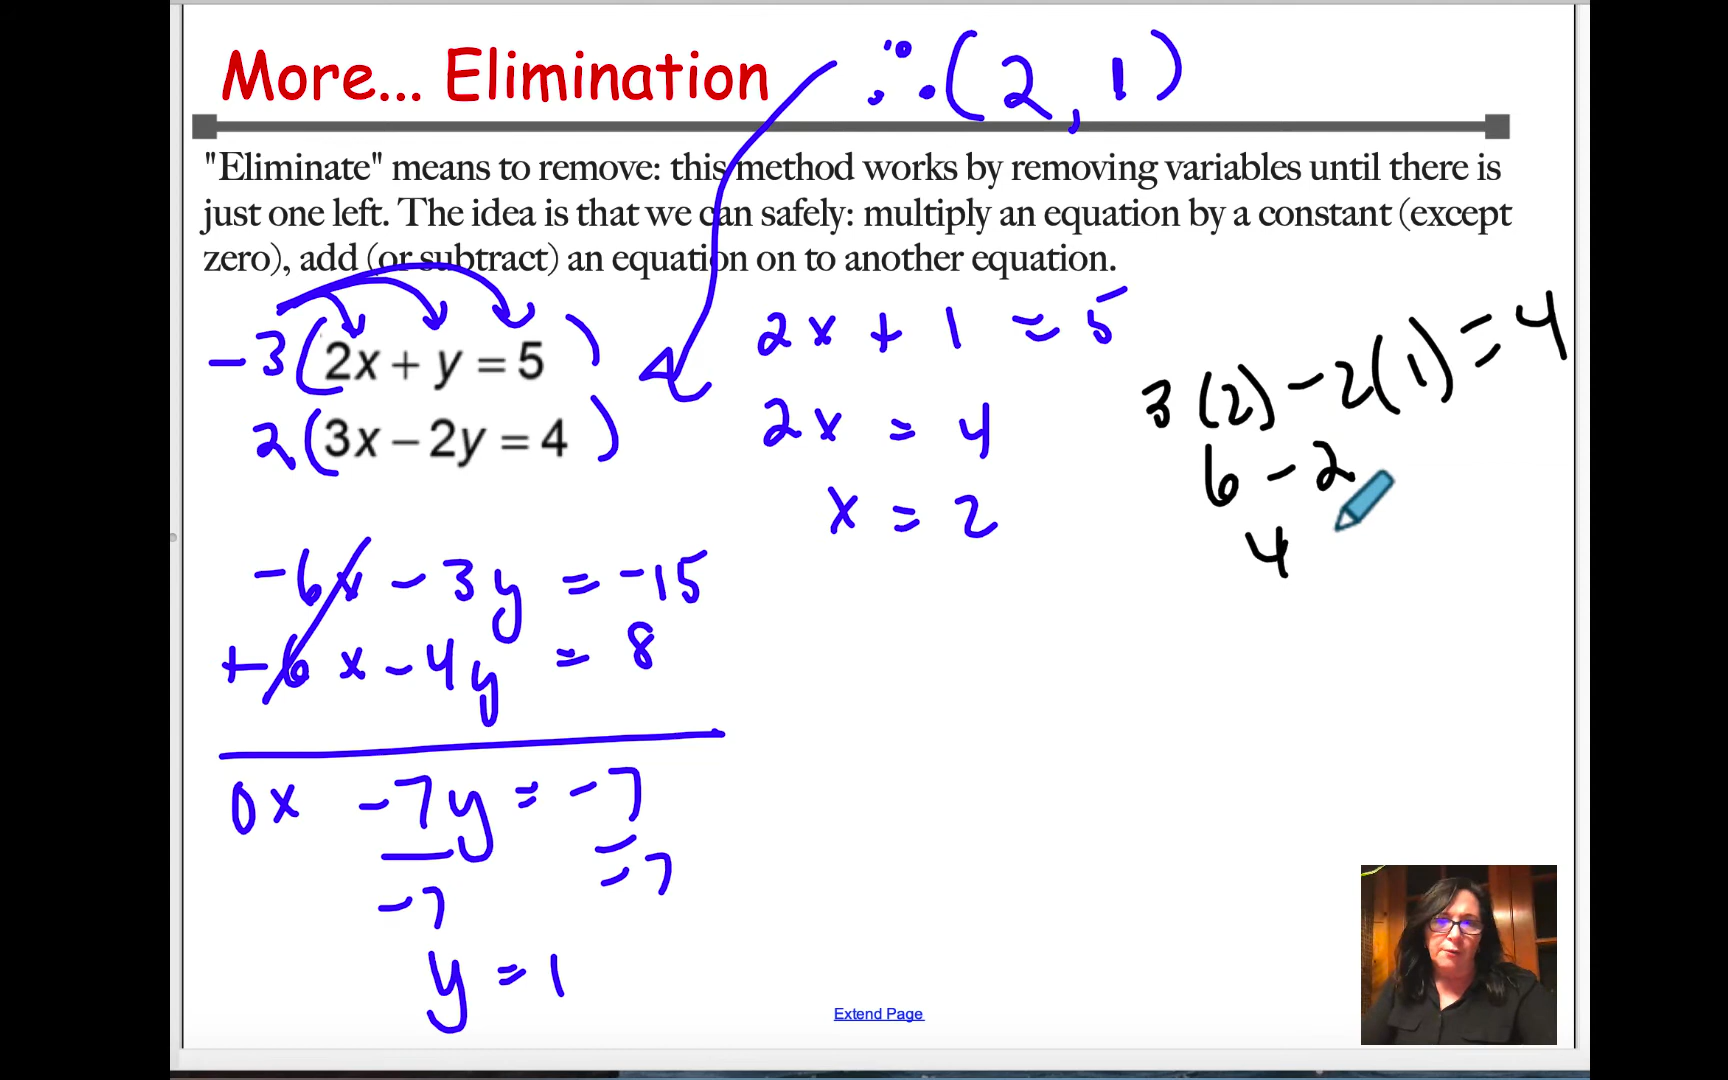 More... Elimination
∴(2, 1)
"Eliminate" means to remove: this method works by removing variables until there is
just one left. The idea is that we can safely: multiply an equation by a constant (except
zero), add (or subtract) an equation on to another equation.
-3(2x + y = 5)
2(3x – 2y = 4)
-6x - 3y = -15
+ 6x - 4y = 8
0x -7y = -7
-7 -7
y = 1
2x + 1 = 5
2x = 4
x = 2
3(2) - 2(1) = 4
6 - 2
4
Extend Page